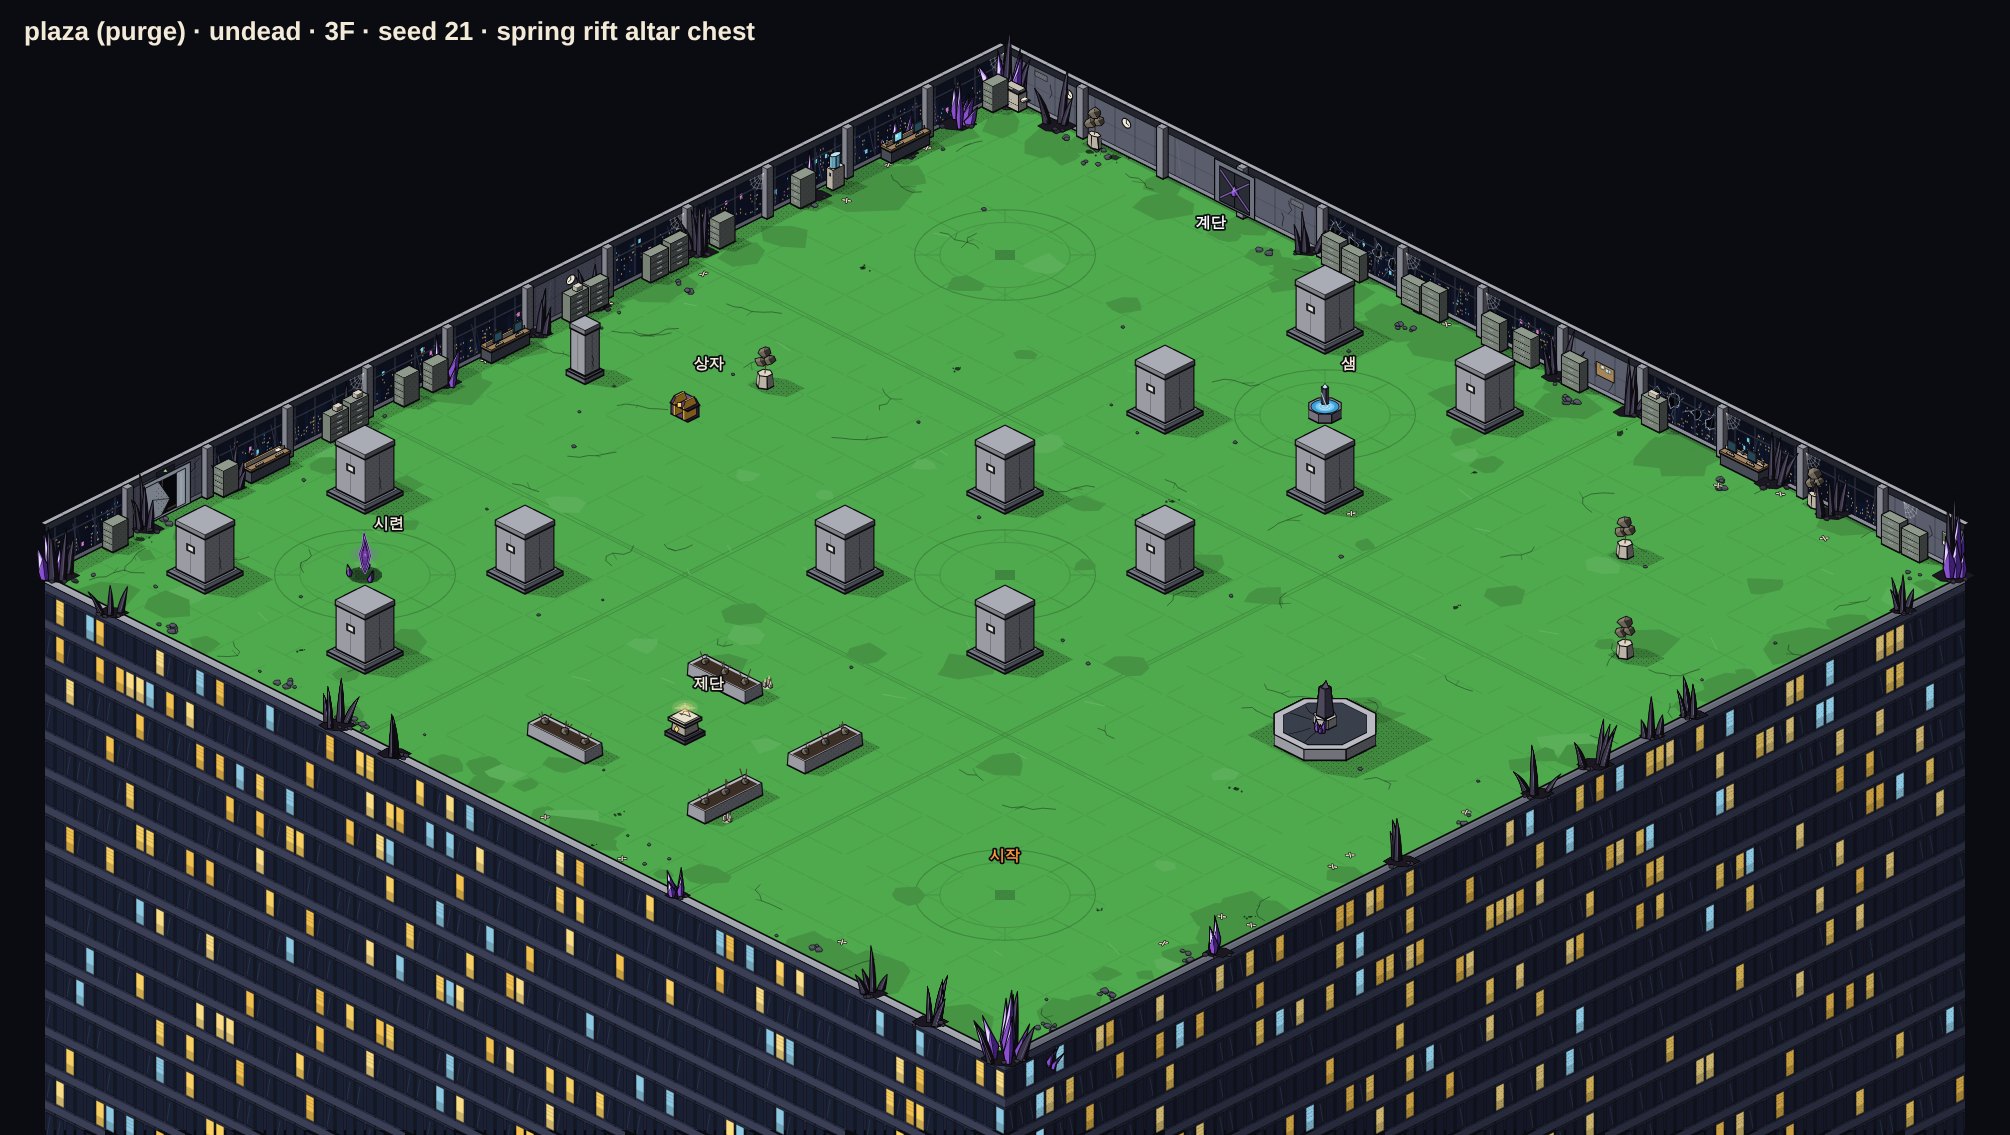 plaza (purge) · undead · 3F · seed 21 · spring rift altar chest
계단
상자
샘
시련
제단
시작